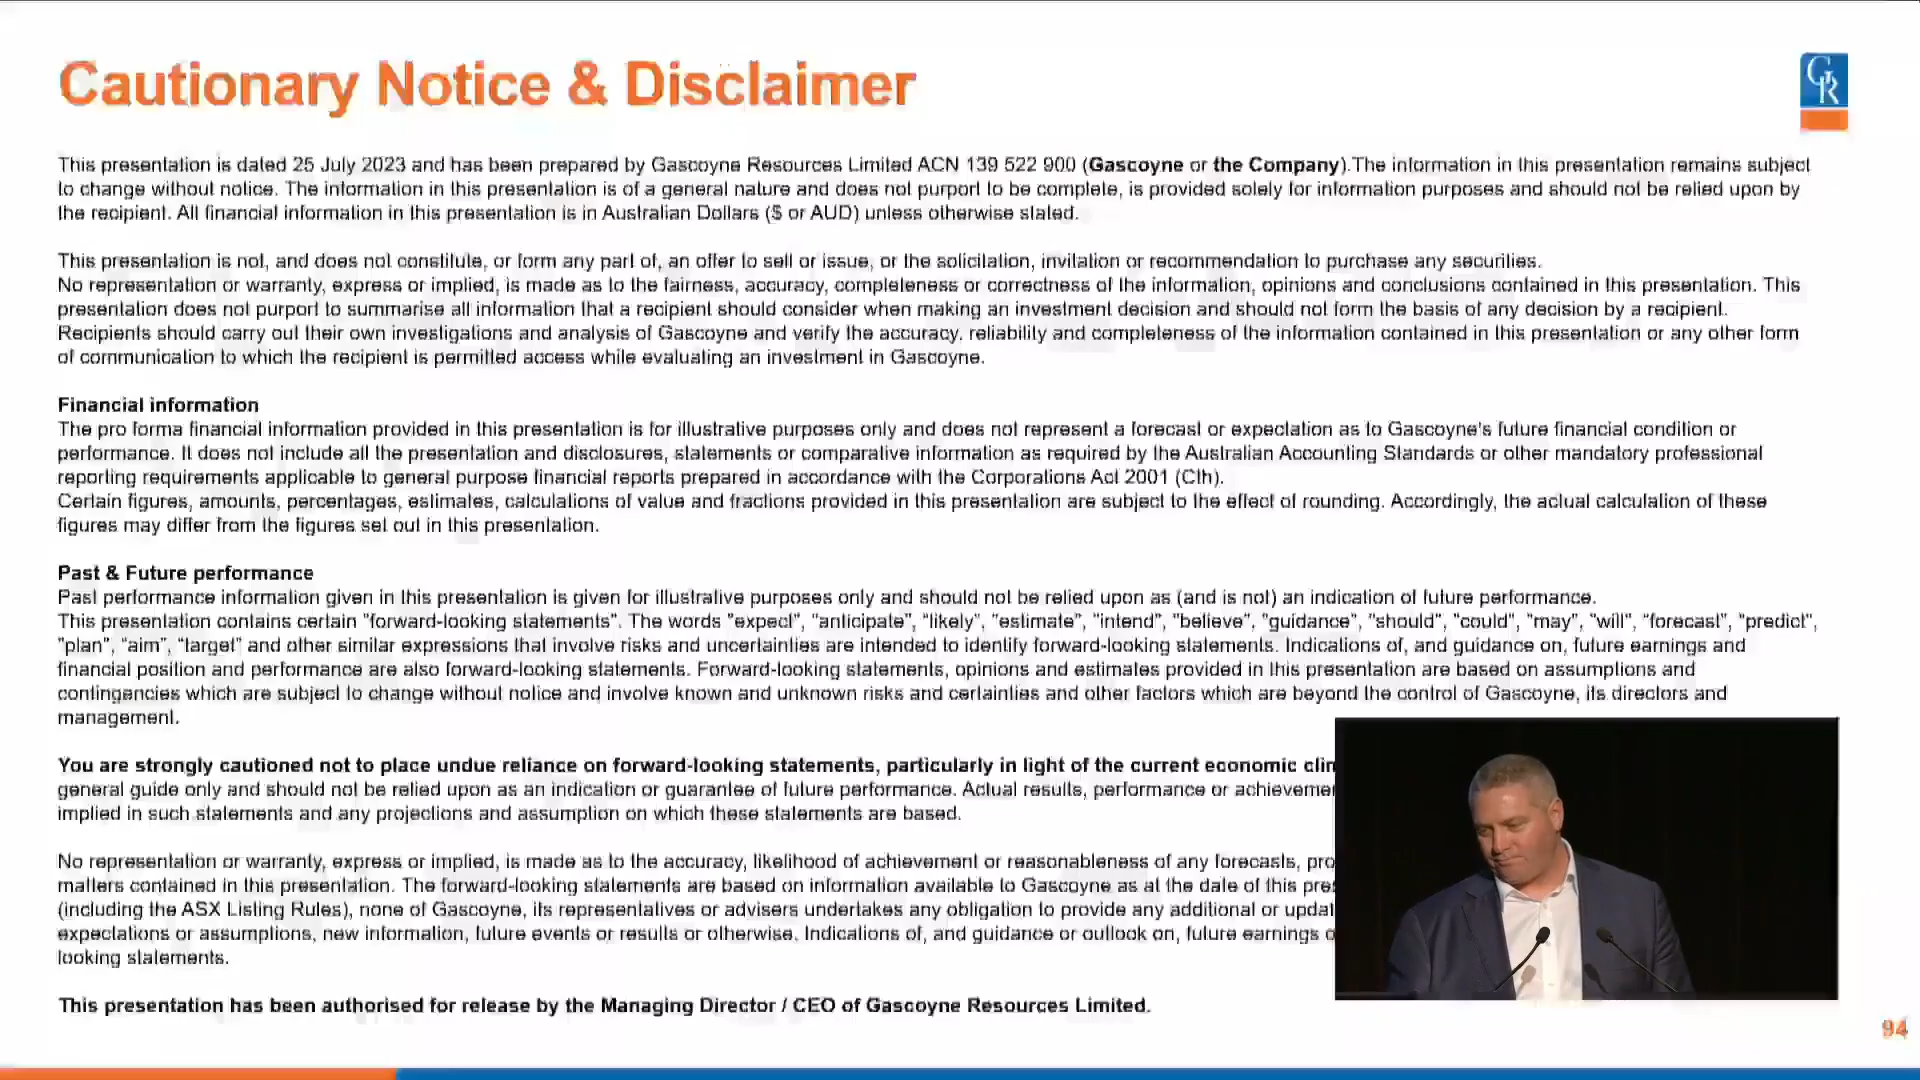 Cautionary Notice & Disclaimer
GR
This presentation is dated 25 July 2023 and has been prepared by Gascoyne Resources Limited ACN 139 522 900 (Gascoyne or the Company).The information in this presentation remains subject
to change without notice. The information in this presentation is of a general nature and does not purport to be complete, is provided solely for information purposes and should not be relied upon by
the recipient. All financial information in this presentation is in Australian Dollars ($ or AUD) unless otherwise stated.
This presentation is not, and does not constitute, or form any part of, an offer to sell or issue, or the solicitation, invitation or recommendation to purchase any securities.
No representation or warranty, express or implied, is made as to the fairness, accuracy, completeness or correctness of the information, opinions and conclusions contained in this presentation. This
presentation does not purport to summarise all information that a recipient should consider when making an investment decision and should not form the basis of any decision by a recipient.
Recipients should carry out their own investigations and analysis of Gascoyne and verify the accuracy, reliability and completeness of the information contained in this presentation or any other form
of communication to which the recipient is permitted access while evaluating an investment in Gascoyne.
Financial information
The pro forma financial information provided in this presentation is for illustrative purposes only and does not represent a forecast or expectation as to Gascoyne's future financial condition or
performance. It does not include all the presentation and disclosures, statements or comparative information as required by the Australian Accounting Standards or other mandatory professional
reporting requirements applicable to general purpose financial reports prepared in accordance with the Corporations Act 2001 (Cth).
Certain figures, amounts, percentages, estimates, calculations of value and fractions provided in this presentation are subject to the effect of rounding. Accordingly, the actual calculation of these
figures may differ from the figures set out in this presentation.
Past & Future performance
Past performance information given in this presentation is given for illustrative purposes only and should not be relied upon as (and is not) an indication of future performance.
This presentation contains certain "forward-looking statements". The words "expect", "anticipate", "likely", "estimate", "intend", "believe", "guidance", "should", "could", "may", "will", "forecast", "predict",
"plan", "aim", "target" and other similar expressions that involve risks and uncertainties are intended to identify forward-looking statements. Indications of, and guidance on, future earnings and
financial position and performance are also forward-looking statements. Forward-looking statements, opinions and estimates provided in this presentation are based on assumptions and
contingencies which are subject to change without notice and involve known and unknown risks and certainties and other factors which are beyond the control of Gascoyne, its directors and
management.
You are strongly cautioned not to place undue reliance on forward-looking statements, particularly in light of the current economic clim
general guide only and should not be relied upon as an indication or guarantee of future performance. Actual results, performance or achievemen
implied in such statements and any projections and assumption on which these statements are based.
No representation or warranty, express or implied, is made as to the accuracy, likelihood of achievement or reasonableness of any forecasts, pro
matters contained in this presentation. The forward-looking statements are based on information available to Gascoyne as at the date of this pres
(including the ASX Listing Rules), none of Gascoyne, its representatives or advisers undertakes any obligation to provide any additional or updat
expectations or assumptions, new information, future events or results or otherwise. Indications of, and guidance or outlook on, future earnings o
looking statements.
This presentation has been authorised for release by the Managing Director / CEO of Gascoyne Resources Limited.
94